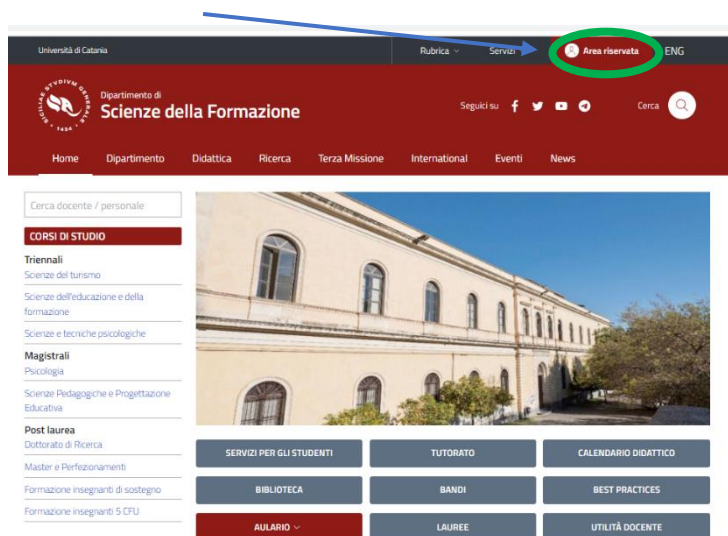 Università di Catania
Rubrica
Servizi
Area riservata
ENG
SICILIAE STVDIVM GENERALE
1434
Dipartimento di
Scienze della Formazione
Seguici su
Cerca
Home
Dipartimento
Didattica
Ricerca
Terza Missione
International
Eventi
News
Cerca docente / personale
CORSI DI STUDIO
Triennali
Scienze del turismo
Scienze dell'educazione e della
formazione
Scienze e tecniche psicologiche
Magistrali
Psicologia
Scienze Pedagogiche e Progettazione
Educativa
Post laurea
Dottorato di Ricerca
Master e Perfezionamenti
Formazione insegnanti di sostegno
Formazione insegnanti 5 CFU
SERVIZI PER GLI STUDENTI
TUTORATO
CALENDARIO DIDATTICO
BIBLIOTECA
BANDI
BEST PRACTICES
AULARIO
LAUREE
UTILITÀ DOCENTE